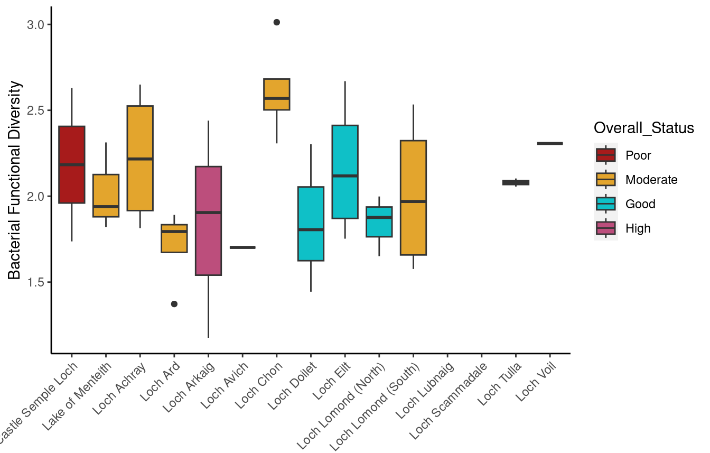 Bacterial Functional Diversity
3.0
2.5
2.0
1.5
Castle Semple Loch
Lake of Menteith
Loch Achray
Loch Ard
Loch Arkaig
Loch Avich
Loch Chon
Loch Doilet
Loch Eilt
Loch Lomond (North)
Loch Lomond (South)
Loch Lubnaig
Loch Scammadale
Loch Tulla
Loch Voil
Overall_Status
Poor
Moderate
Good
High